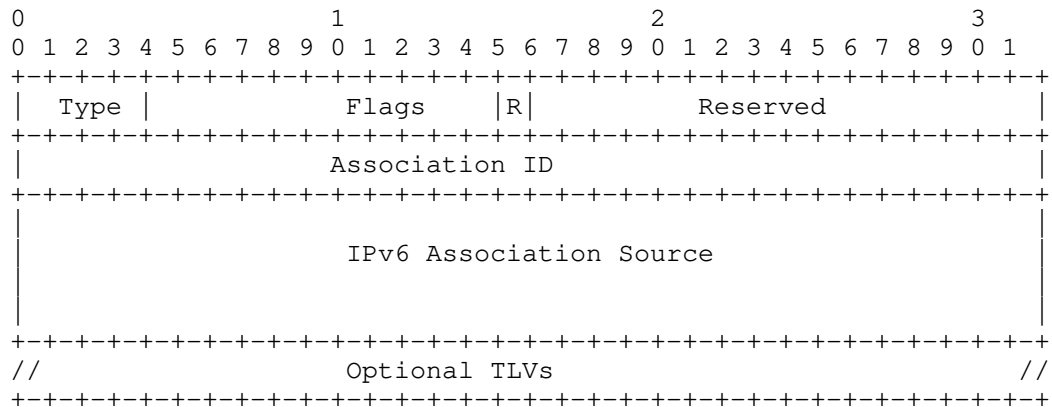 0                   1                   2                   3
0 1 2 3 4 5 6 7 8 9 0 1 2 3 4 5 6 7 8 9 0 1 2 3 4 5 6 7 8 9 0 1
+-+-+-+-+-+-+-+-+-+-+-+-+-+-+-+-+-+-+-+-+-+-+-+-+-+-+-+-+-+-+-+-+
|  Type |            Flags    |R|          Reserved             |
+-+-+-+-+-+-+-+-+-+-+-+-+-+-+-+-+-+-+-+-+-+-+-+-+-+-+-+-+-+-+-+-+
|                   Association ID                              |
+-+-+-+-+-+-+-+-+-+-+-+-+-+-+-+-+-+-+-+-+-+-+-+-+-+-+-+-+-+-+-+-+
|                                                               |
|                    IPv6 Association Source                    |
|                                                               |
|                                                               |
+-+-+-+-+-+-+-+-+-+-+-+-+-+-+-+-+-+-+-+-+-+-+-+-+-+-+-+-+-+-+-+-+
//                   Optional TLVs                             //
+-+-+-+-+-+-+-+-+-+-+-+-+-+-+-+-+-+-+-+-+-+-+-+-+-+-+-+-+-+-+-+-+